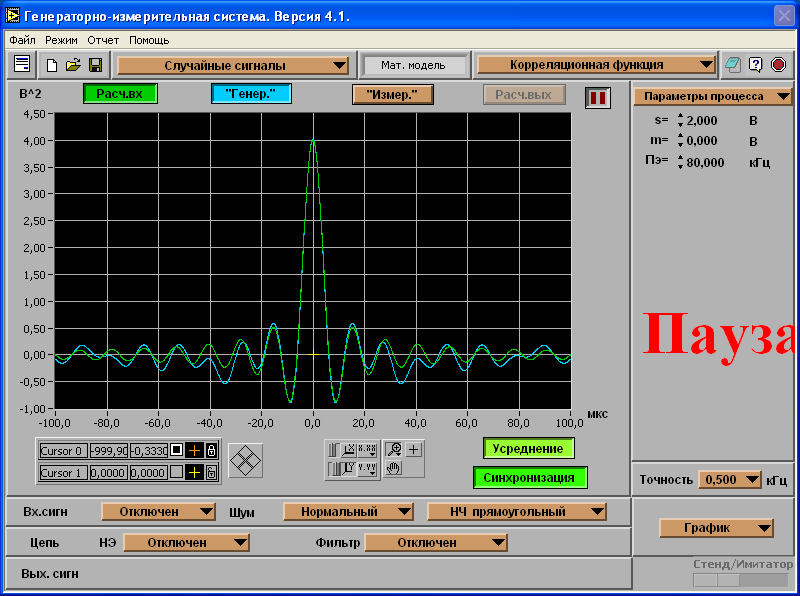 Генераторно-измерительная система. Версия 4.1.
Файл Режим Отчет Помощь
Случайные сигналы Мат. модель Корреляционная функция
В^2 Расч.вх "Генер." "Измер." Расч.вых
Параметры процесса
s= 2,000 В
m= 0,000 В
Пэ= 80,000 кГц
4,50
4,00
3,50
3,00
2,50
2,00
1,50
1,00
0,50
0,00
-0,50
-1,00
-100,0 -80,0 -60,0 -40,0 -20,0 0,0 20,0 40,0 60,0 80,0 100,0 мкс
Пауза
Cursor 0 -999,90 -0,3330
Cursor 1 0,0000 0,0000
X.XX
Y.YY
Усреднение
Синхронизация
Точность 0,500 кГц
Вх.сигн Отключен Шум Нормальный НЧ прямоугольный
График
Цепь НЭ Отключен Фильтр Отключен
Стенд/Имитатор
Вых. сигн